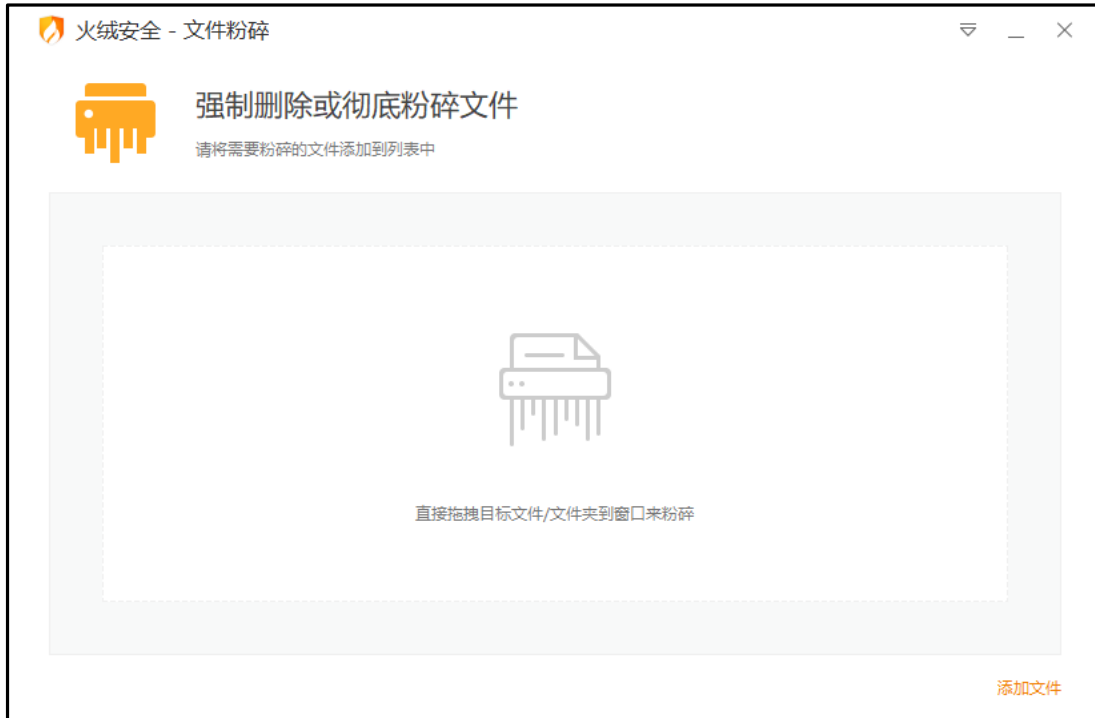 火绒安全 - 文件粉碎
强制删除或彻底粉碎文件
请将需要粉碎的文件添加到列表中
直接拖拽目标文件/文件夹到窗口来粉碎
添加文件